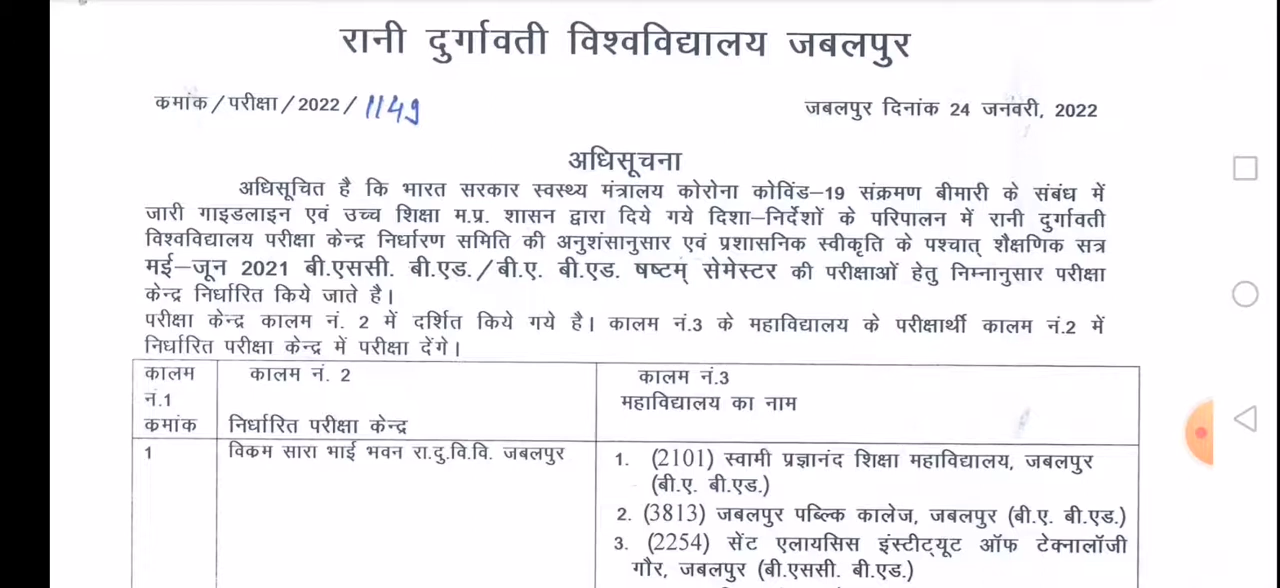 रानी दुर्गावती विश्वविद्यालय जबलपुर
कमांक / परीक्षा / 2022 / 1149
जबलपुर दिनांक 24 जनवरी, 2022
अधिसूचना
अधिसूचित है कि भारत सरकार स्वस्थ्य मंत्रालय कोरोना कोविंड–19 संक्रमण बीमारी के संबंध में
जारी गाइडलाइन एवं उच्च शिक्षा म.प्र. शासन द्वारा दिये गये दिशा–निर्देशों के परिपालन में रानी दुर्गावती
विश्वविद्यालय परीक्षा केन्द्र निर्धारण समिति की अनुशंसानुसार एवं प्रशासनिक स्वीकृति के पश्चात् शैक्षणिक सत्र
मई–जून 2021 बी.एससी. बी.एड. / बी.ए. बी.एड. षष्टम् सेमेस्टर की परीक्षाओं हेतु निम्नानुसार परीक्षा
केन्द्र निर्धारित किये जाते है।
परीक्षा केन्द्र कालम नं. 2 में दर्शित किये गये है। कालम नं.3 के महाविद्यालय के परीक्षार्थी कालम नं.2 में
निर्धारित परीक्षा केन्द्र में परीक्षा देंगे।
कालम नं.1 कमांक
कालम नं. 2
निर्धारित परीक्षा केन्द्र
कालम नं.3
महाविद्यालय का नाम
1
विकम सारा भाई भवन रा.दु.वि.वि. जबलपुर
1. (2101) स्वामी प्रज्ञानंद शिक्षा महाविद्यालय, जबलपुर
(बी.ए. बी.एड.)
2. (3813) जबलपुर पब्ल्कि कालेज, जबलपुर (बी.ए. बी.एड.)
3. (2254) सेंट एलायसिस इंस्टीट्यूट ऑफ टेक्नालॉजी
गौर, जबलपुर (बी.एससी. बी.एड.)